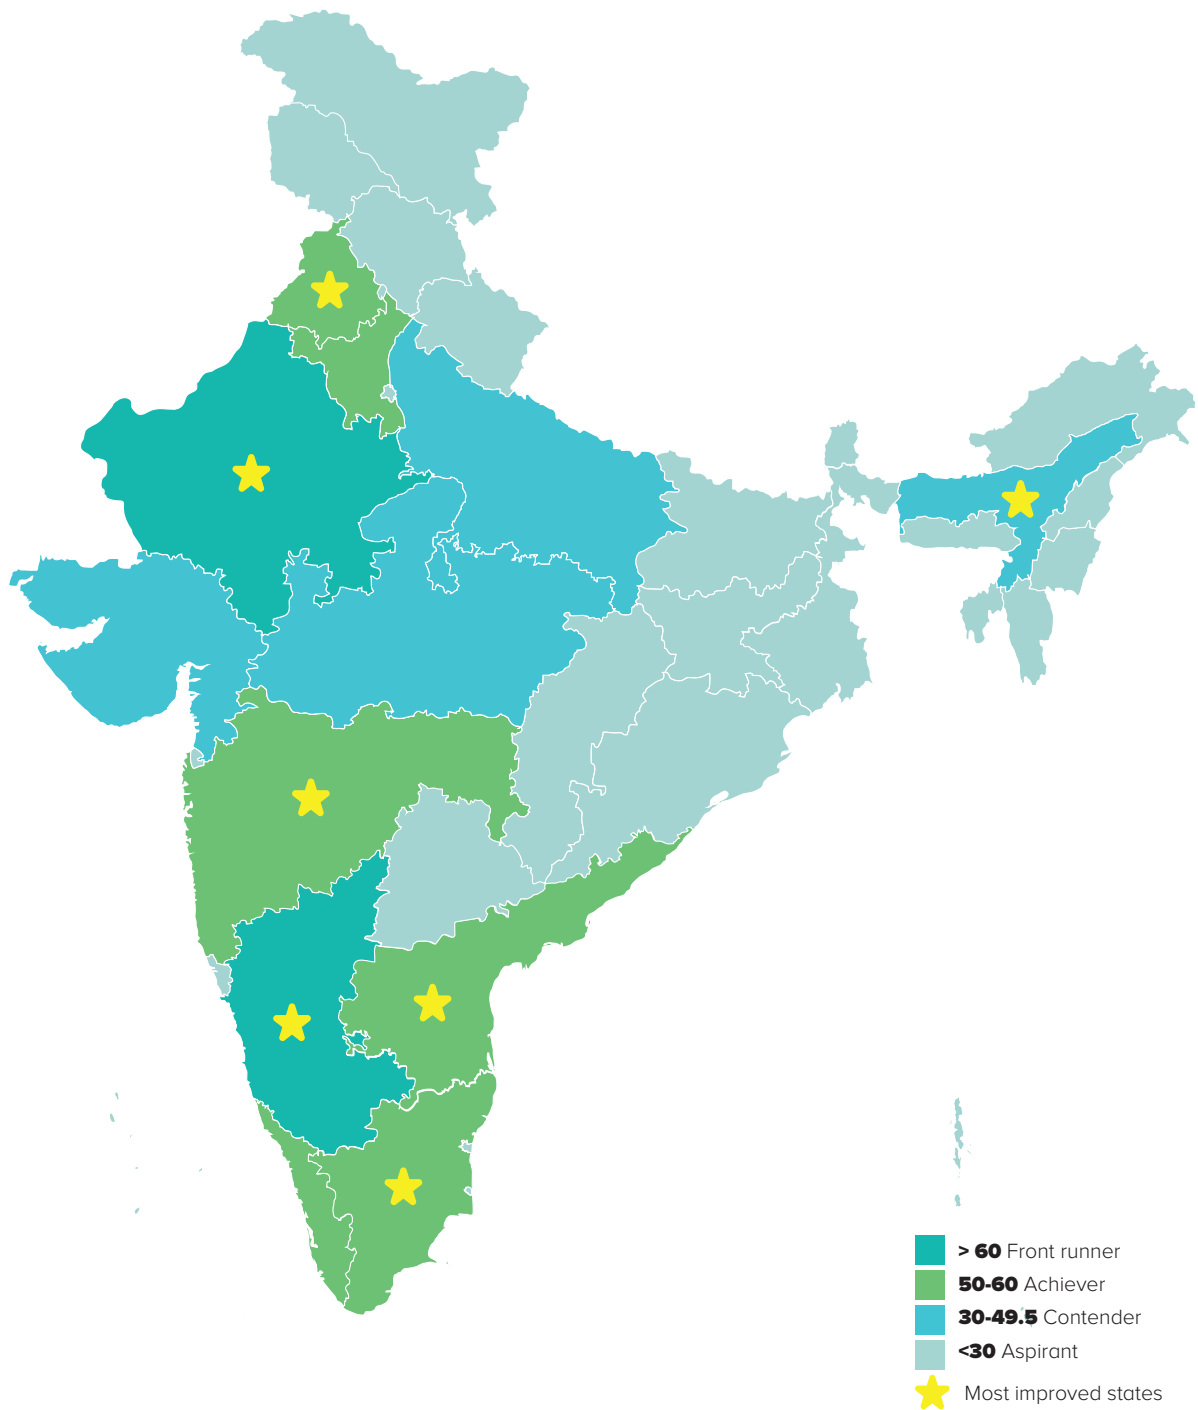 > 60 Front runner
50-60 Achiever
30-49.5 Contender
<30 Aspirant
Most improved states